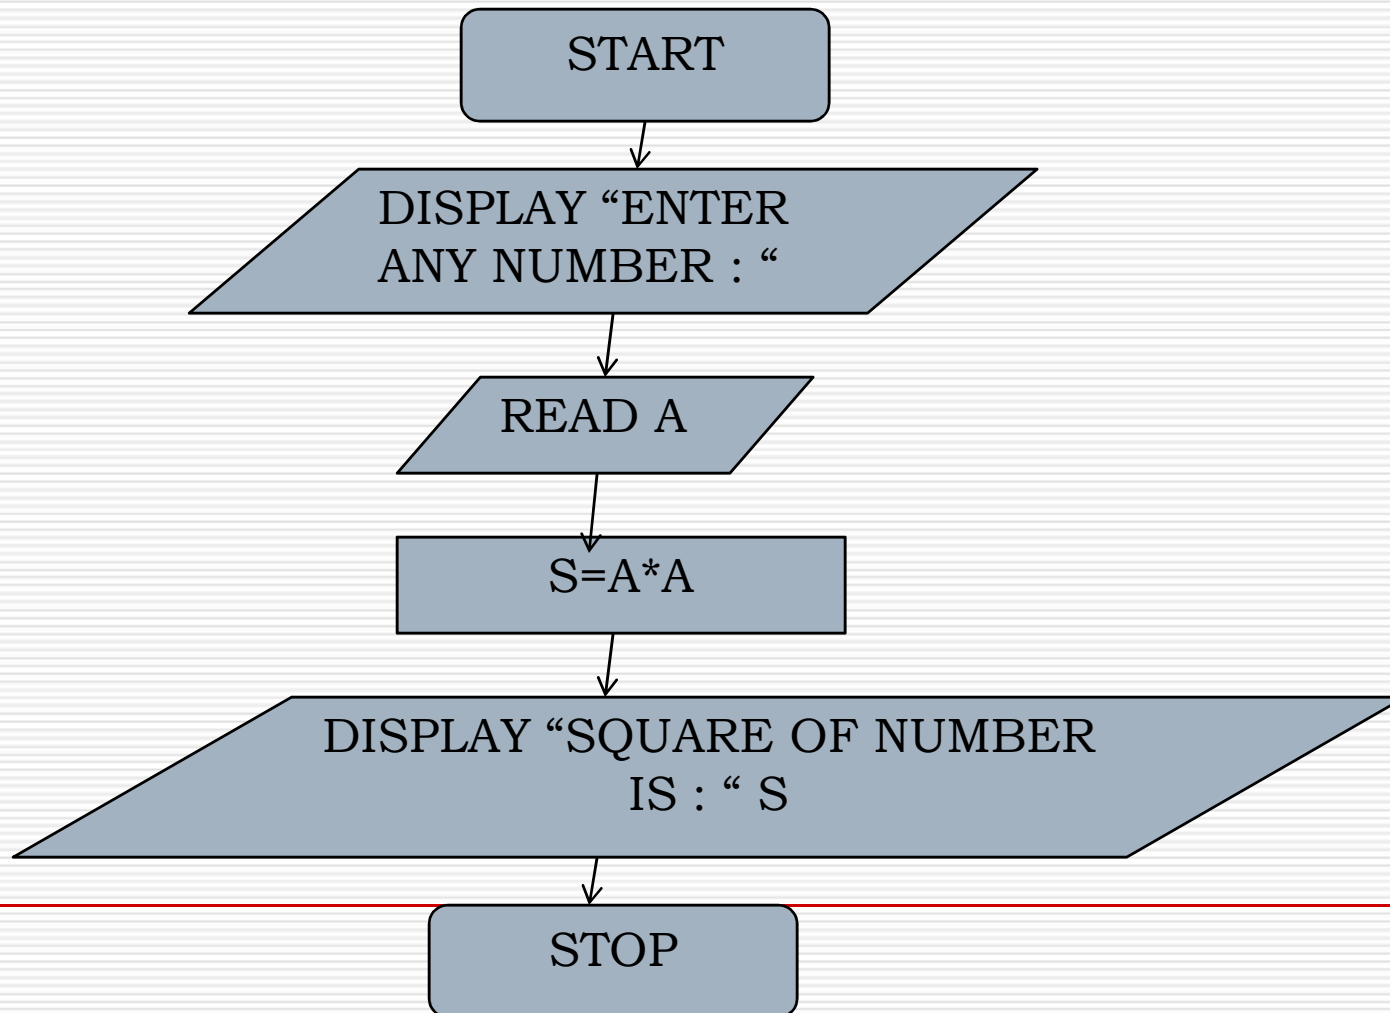 START
DISPLAY “ENTER
ANY NUMBER : “
READ A
S=A*A
DISPLAY “SQUARE OF NUMBER
IS : “ S
STOP